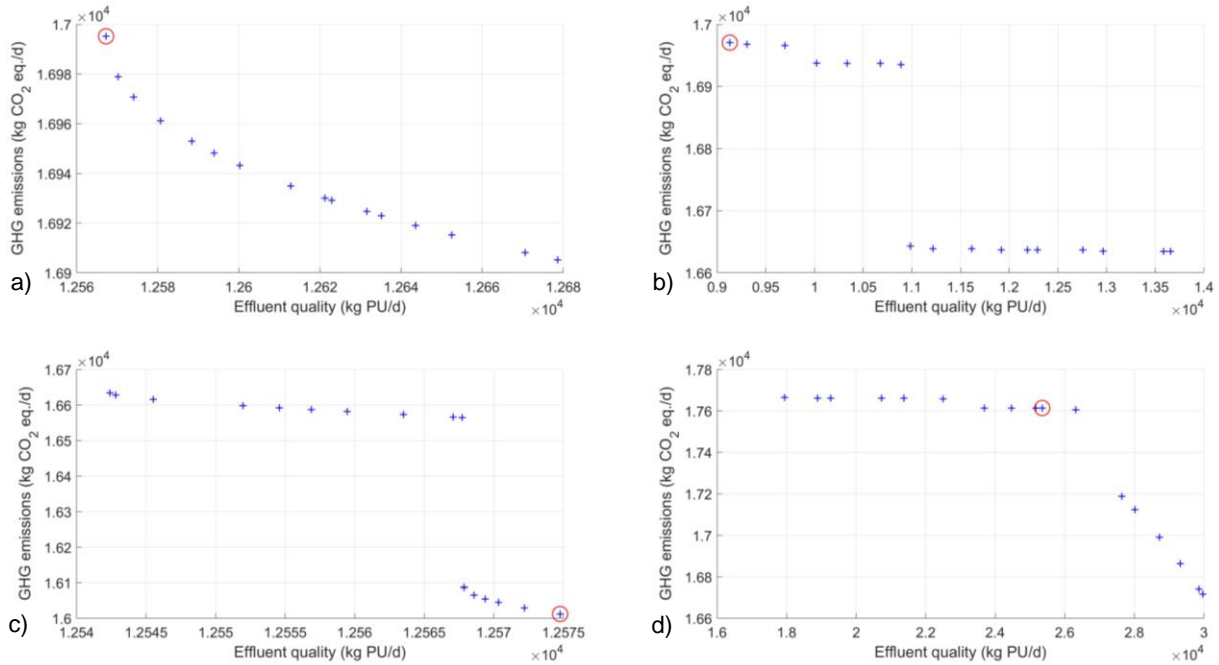 ×10⁴
1.7
1.698
1.696
1.694
1.692
1.69
GHG emissions (kg CO₂ eq./d)
1.256 1.258 1.26 1.262 1.264 1.266 1.268
Effluent quality (kg PU/d)
×10⁴
a)
×10⁴
1.7
1.69
1.68
1.67
1.66
GHG emissions (kg CO₂ eq./d)
0.9 0.95 1 1.05 1.1 1.15 1.2 1.25 1.3 1.35 1.4
Effluent quality (kg PU/d)
×10⁴
b)
×10⁴
1.67
1.66
1.65
1.64
1.63
1.62
1.61
1.6
GHG emissions (kg CO₂ eq./d)
1.254 1.2545 1.255 1.2555 1.256 1.2565 1.257 1.2575
Effluent quality (kg PU/d)
×10⁴
c)
×10⁴
1.78
1.76
1.74
1.72
1.7
1.68
1.66
GHG emissions (kg CO₂ eq./d)
1.6 1.8 2 2.2 2.4 2.6 2.8 3
Effluent quality (kg PU/d)
×10⁴
d)